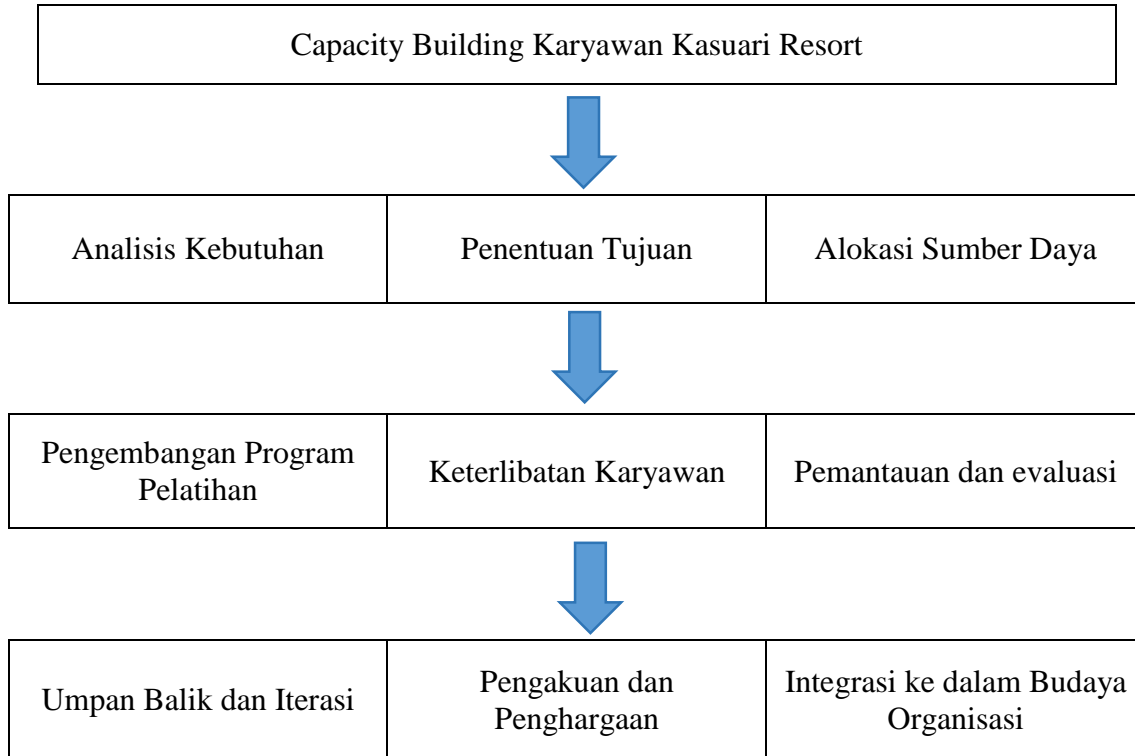 Capacity Building Karyawan Kasuari Resort
Analisis Kebutuhan
Penentuan Tujuan
Alokasi Sumber Daya
Pengembangan Program
Pelatihan
Keterlibatan Karyawan
Pemantauan dan evaluasi
Umpan Balik dan Iterasi
Pengakuan dan
Penghargaan
Integrasi ke dalam Budaya
Organisasi